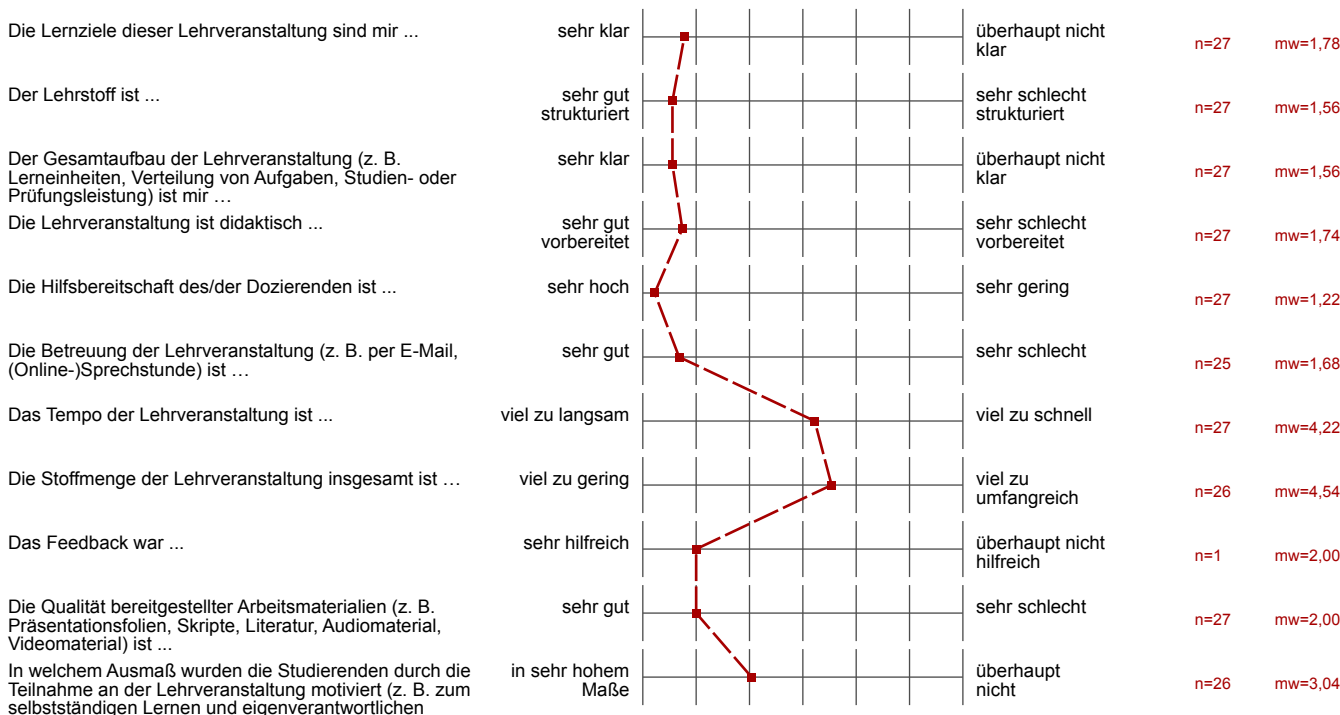 Die Lernziele dieser Lehrveranstaltung sind mir ...
sehr klar
überhaupt nicht
klar
n=27
mw=1,78
Der Lehrstoff ist ...
sehr gut
strukturiert
sehr schlecht
strukturiert
n=27
mw=1,56
Der Gesamtaufbau der Lehrveranstaltung (z. B.
Lerneinheiten, Verteilung von Aufgaben, Studien- oder
Prüfungsleistung) ist mir …
sehr klar
überhaupt nicht
klar
n=27
mw=1,56
Die Lehrveranstaltung ist didaktisch ...
sehr gut
vorbereitet
sehr schlecht
vorbereitet
n=27
mw=1,74
Die Hilfsbereitschaft des/der Dozierenden ist ...
sehr hoch
sehr gering
n=27
mw=1,22
Die Betreuung der Lehrveranstaltung (z. B. per E-Mail,
(Online-)Sprechstunde) ist …
sehr gut
sehr schlecht
n=25
mw=1,68
Das Tempo der Lehrveranstaltung ist ...
viel zu langsam
viel zu schnell
n=27
mw=4,22
Die Stoffmenge der Lehrveranstaltung insgesamt ist …
viel zu gering
viel zu
umfangreich
n=26
mw=4,54
Das Feedback war ...
sehr hilfreich
überhaupt nicht
hilfreich
n=1
mw=2,00
Die Qualität bereitgestellter Arbeitsmaterialien (z. B.
Präsentationsfolien, Skripte, Literatur, Audiomaterial,
Videomaterial) ist ...
sehr gut
sehr schlecht
n=27
mw=2,00
In welchem Ausmaß wurden die Studierenden durch die
Teilnahme an der Lehrveranstaltung motiviert (z. B. zum
selbstständigen Lernen und eigenverantwortlichen
in sehr hohem
Maße
überhaupt
nicht
n=26
mw=3,04